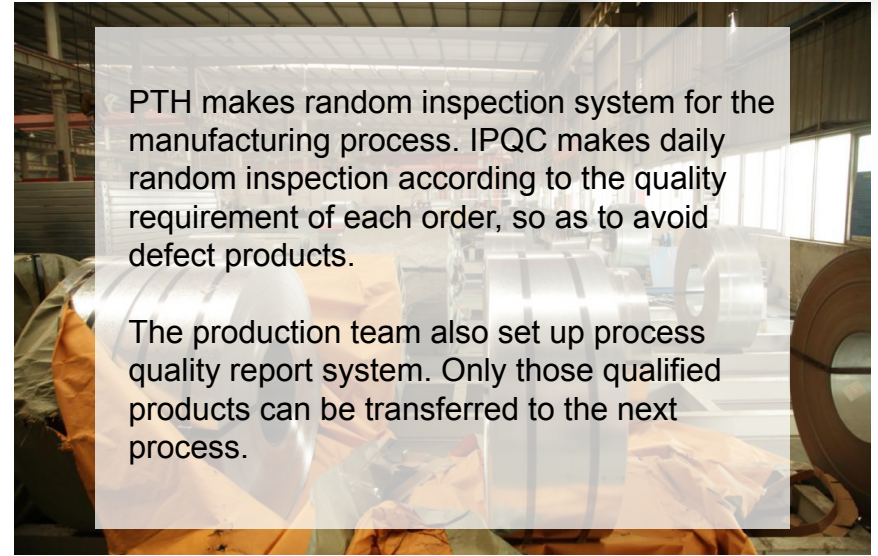 PTH makes random inspection system for the
manufacturing process. IPQC makes daily
random inspection according to the quality
requirement of each order, so as to avoid
defect products.
The production team also set up process
quality report system. Only those qualified
products can be transferred to the next
process.